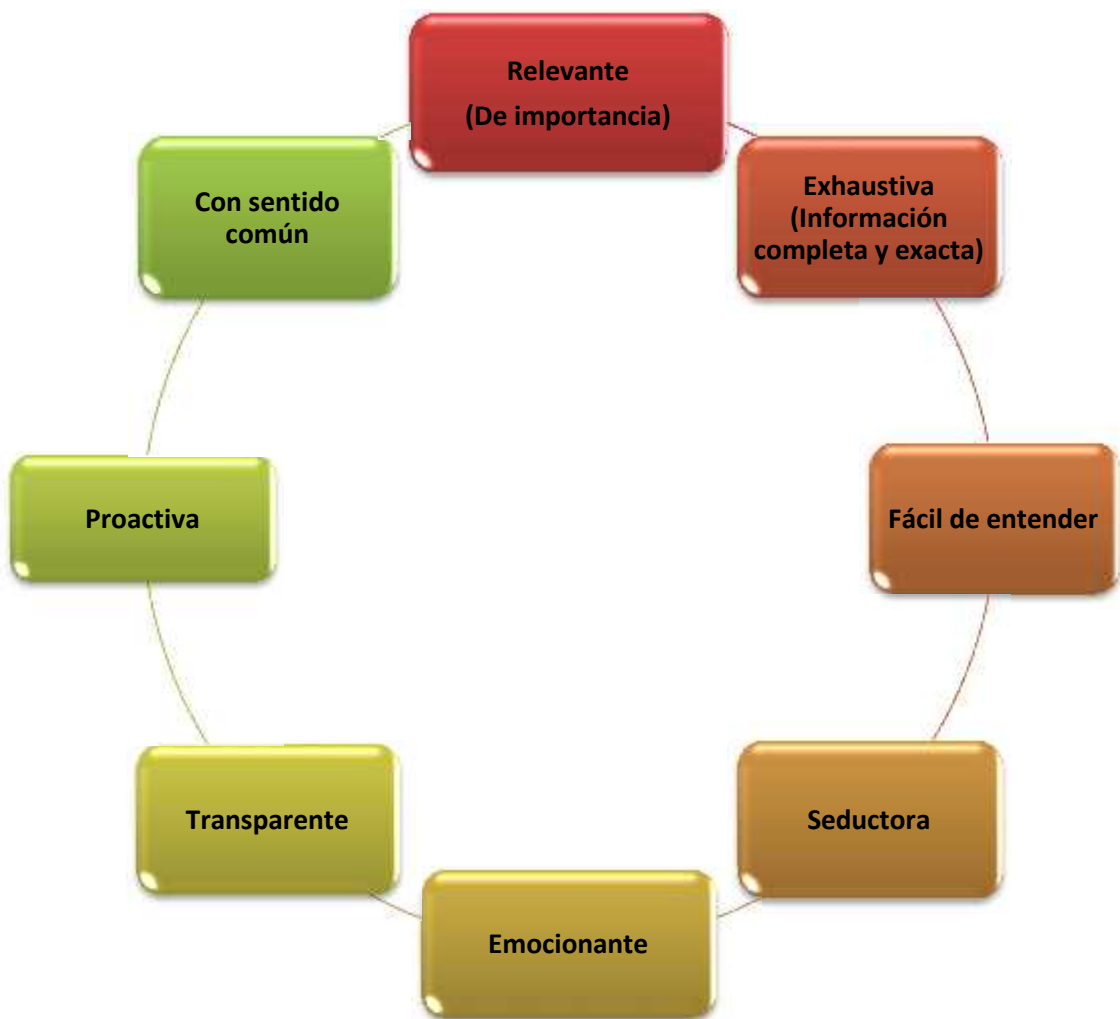 Relevante
(De importancia)
Exhaustiva
(Información
completa y exacta)
Fácil de entender
Seductora
Emocionante
Transparente
Proactiva
Con sentido
común